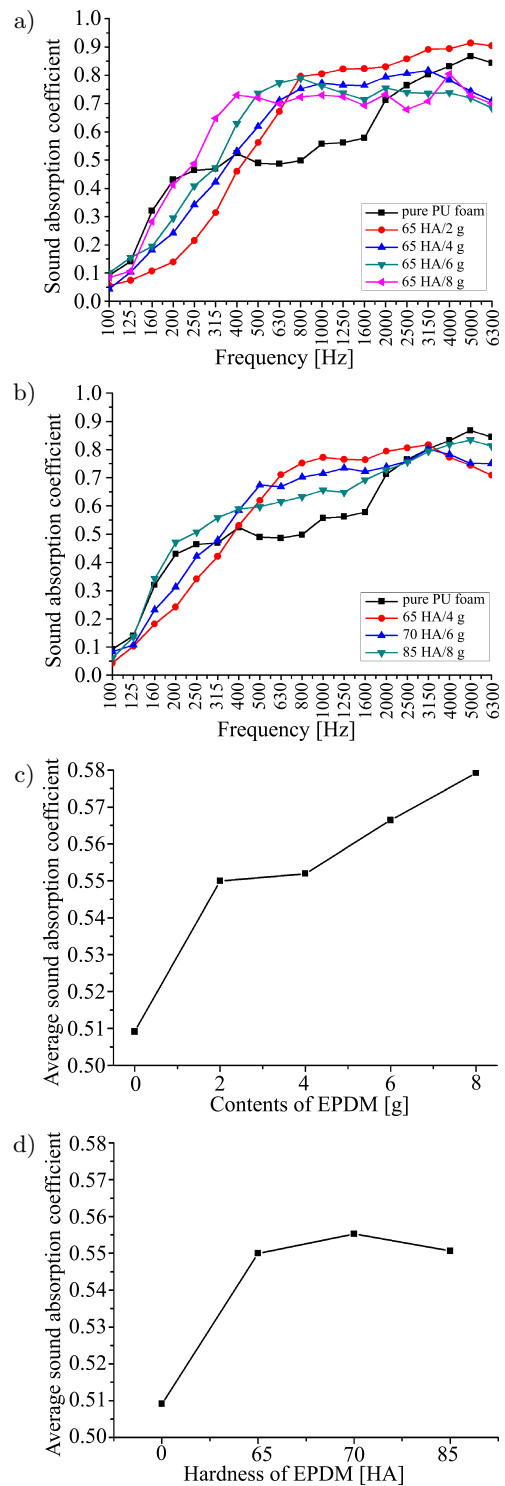 a)
Sound absorption coefficient
1.0
0.9
0.8
0.7
0.6
0.5
0.4
0.3
0.2
0.1
0.0
pure PU foam
65 HA/2 g
65 HA/4 g
65 HA/6 g
65 HA/8 g
100 125 160 200 250 315 400 500 630 800 1000 1250 1600 2000 2500 3150 4000 5000 6300
Frequency [Hz]
b)
Sound absorption coefficient
1.0
0.9
0.8
0.7
0.6
0.5
0.4
0.3
0.2
0.1
0.0
pure PU foam
65 HA/4 g
70 HA/6 g
85 HA/8 g
100 125 160 200 250 315 400 500 630 800 1000 1250 1600 2000 2500 3150 4000 5000 6300
Frequency [Hz]
c)
Average sound absorption coefficient
0.58
0.57
0.56
0.55
0.54
0.53
0.52
0.51
0.50
0 2 4 6 8
Contents of EPDM [g]
d)
Average sound absorption coefficient
0.58
0.57
0.56
0.55
0.54
0.53
0.52
0.51
0.50
0 65 70 85
Hardness of EPDM [HA]